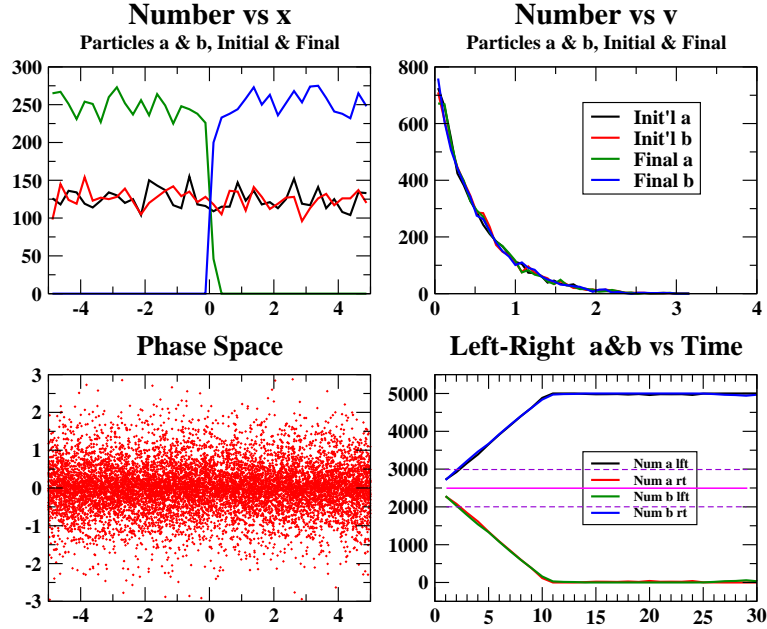 Number vs x
Particles a & b, Initial & Final
300
250
200
150
100
50
0
-4 -2 0 2 4
Number vs v
Particles a & b, Initial & Final
800
600
400
200
0
0 1 2 3 4
Init'l a
Init'l b
Final a
Final b
Phase Space
3
2
1
0
-1
-2
-3
-4 -2 0 2 4
Left-Right a&b vs Time
5000
4000
3000
2000
1000
0
0 5 10 15 20 25 30
Num a lft
Num a rt
Num b lft
Num b rt